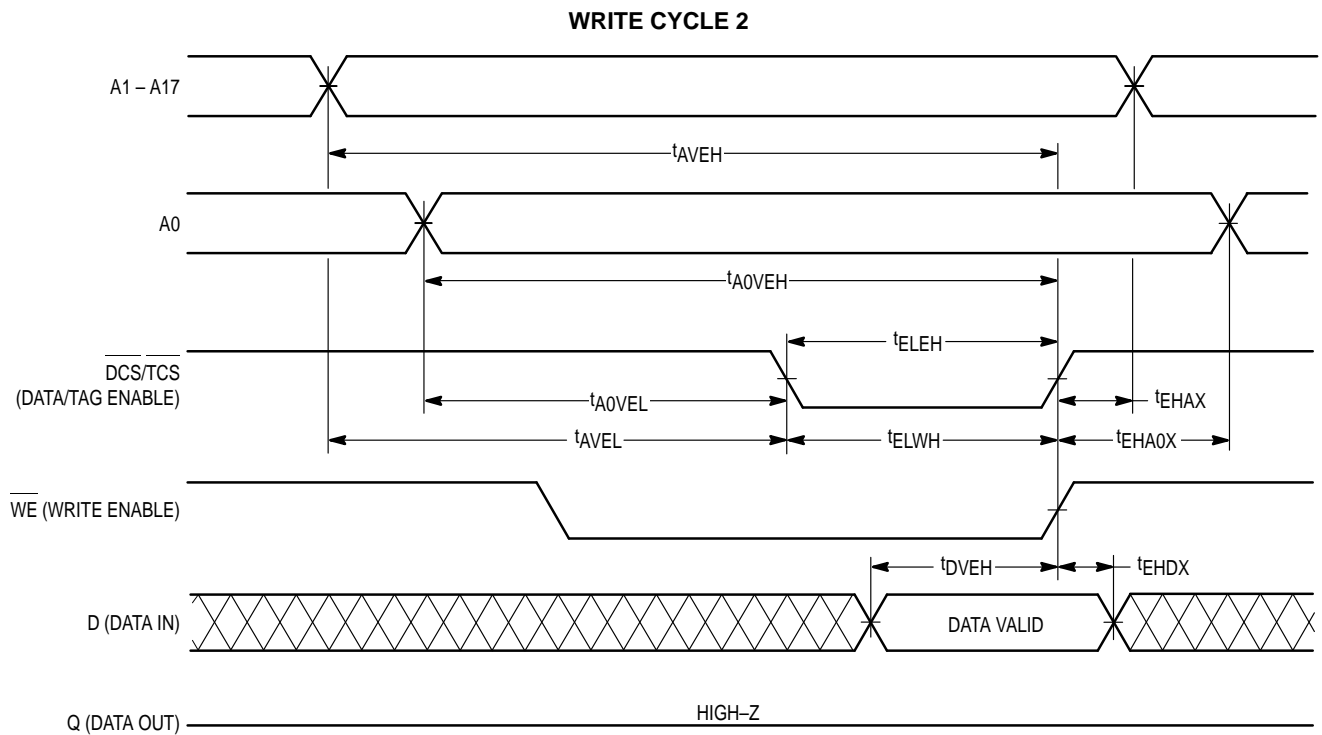 WRITE CYCLE 2
A1 – A17
tAVEH
A0
tA0VEH
tELEH
DCS/TCS
(DATA/TAG ENABLE)
tA0VEL
tEHAX
tAVEL
tELWH
tEHA0X
WE (WRITE ENABLE)
tDVEH
tEHDX
D (DATA IN)
DATA VALID
HIGH–Z
Q (DATA OUT)